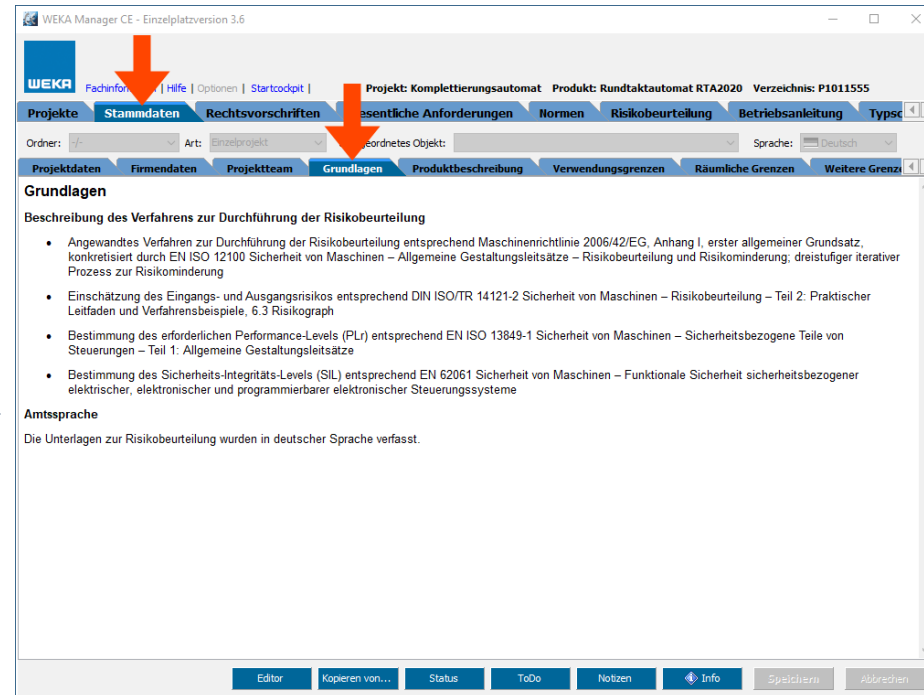 WEKA Manager CE - Einzelplatzversion 3.6
WEKA
Fachinfor | Hilfe | Optionen | Startcockpit | Projekt: Komplettierungsautomat Produkt: Rundtaktautomat RTA2020 Verzeichnis: P1011555
Projekte Stammdaten Rechtsvorschriften esentliche Anforderungen Normen Risikobeurteilung Betriebsanleitung Typsc
Ordner: -/- Art: Einzelprojekt eordnetes Objekt: Sprache: Deutsch
Projektdaten Firmendaten Projektteam Grundlagen Produktbeschreibung Verwendungsgrenzen Räumliche Grenzen Weitere Grenze
Grundlagen
Beschreibung des Verfahrens zur Durchführung der Risikobeurteilung
• Angewandtes Verfahren zur Durchführung der Risikobeurteilung entsprechend Maschinenrichtlinie 2006/42/EG, Anhang I, erster allgemeiner Grundsatz,
konkretisiert durch EN ISO 12100 Sicherheit von Maschinen – Allgemeine Gestaltungsleitsätze – Risikobeurteilung und Risikominderung; dreistufiger iterativer
Prozess zur Risikominderung
• Einschätzung des Eingangs- und Ausgangsrisikos entsprechend DIN ISO/TR 14121-2 Sicherheit von Maschinen – Risikobeurteilung – Teil 2: Praktischer
Leitfaden und Verfahrensbeispiele, 6.3 Risikograph
• Bestimmung des erforderlichen Performance-Levels (PLr) entsprechend EN ISO 13849-1 Sicherheit von Maschinen – Sicherheitsbezogene Teile von
Steuerungen – Teil 1: Allgemeine Gestaltungsleitsätze
• Bestimmung des Sicherheits-Integritäts-Levels (SIL) entsprechend EN 62061 Sicherheit von Maschinen – Funktionale Sicherheit sicherheitsbezogener
elektrischer, elektronischer und programmierbarer elektronischer Steuerungssysteme
Amtssprache
Die Unterlagen zur Risikobeurteilung wurden in deutscher Sprache verfasst.
Editor Kopieren von... Status ToDo Notizen Info Speichern Abbrechen